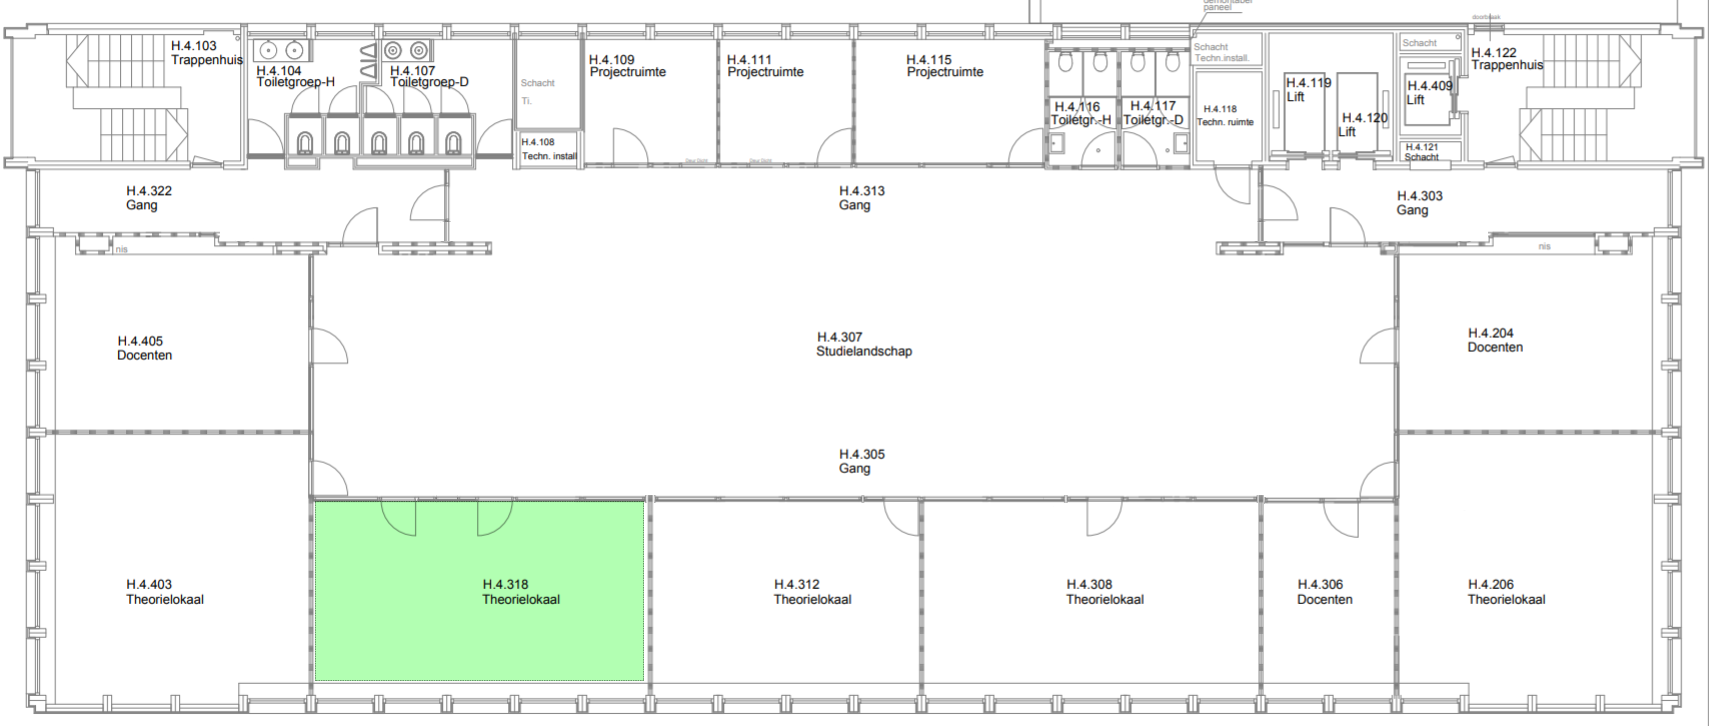 demontabel
paneel
doorbraak
H.4.103
Trappenhuis
H.4.104
Toiletgroep-H
H.4.107
Toiletgroep-D
Schacht
Ti.
H.4.108
Techn. install
H.4.109
Projectruimte
H.4.111
Projectruimte
H.4.115
Projectruimte
H.4.116
Toiletgr.-H
H.4.117
Toiletgr.-D
Schacht
Techn.install.
H.4.118
Techn. ruimte
H.4.119
Lift
H.4.120
Lift
Schacht
H.4.409
Lift
H.4.121
Schacht
H.4.122
Trappenhuis
H.4.322
Gang
H.4.313
Gang
H.4.303
Gang
nis
nis
H.4.405
Docenten
H.4.307
Studielandschap
H.4.204
Docenten
H.4.305
Gang
H.4.403
Theorielokaal
H.4.318
Theorielokaal
H.4.312
Theorielokaal
H.4.308
Theorielokaal
H.4.306
Docenten
H.4.206
Theorielokaal